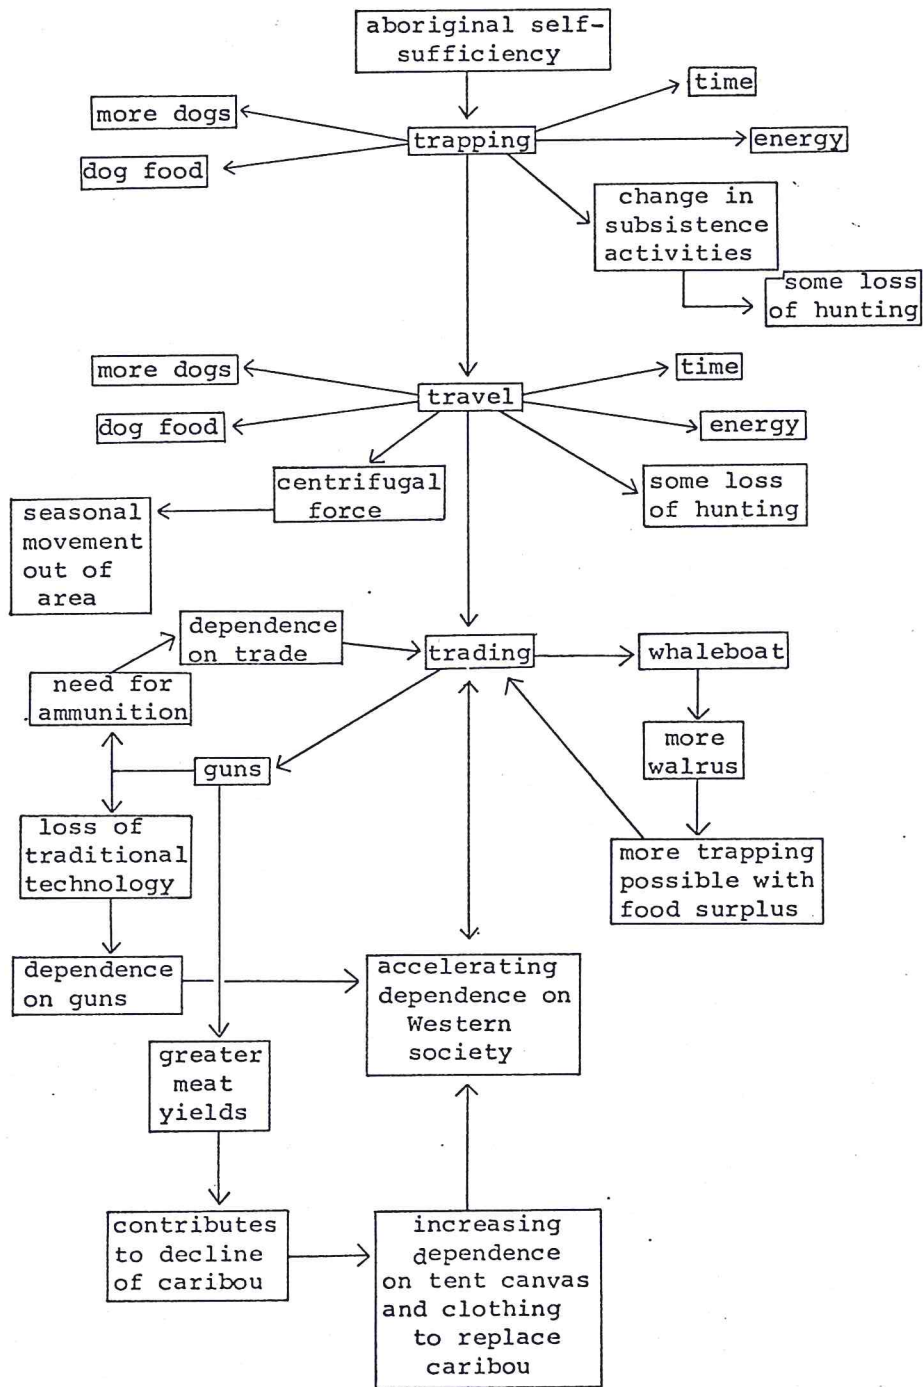 aboriginal self-
sufficiency
time
more dogs
trapping
energy
dog food
change in
subsistence
activities
some loss
of hunting
more dogs
time
travel
dog food
energy
centrifugal
force
some loss
of hunting
seasonal
movement
out of
area
dependence
on trade
trading
whaleboat
need for
ammunition
more
walrus
guns
loss of
traditional
technology
more trapping
possible with
food surplus
dependence
on guns
accelerating
dependence on
Western
society
greater
meat
yields
contributes
to decline
of caribou
increasing
dependence
on tent canvas
and clothing
to replace
caribou